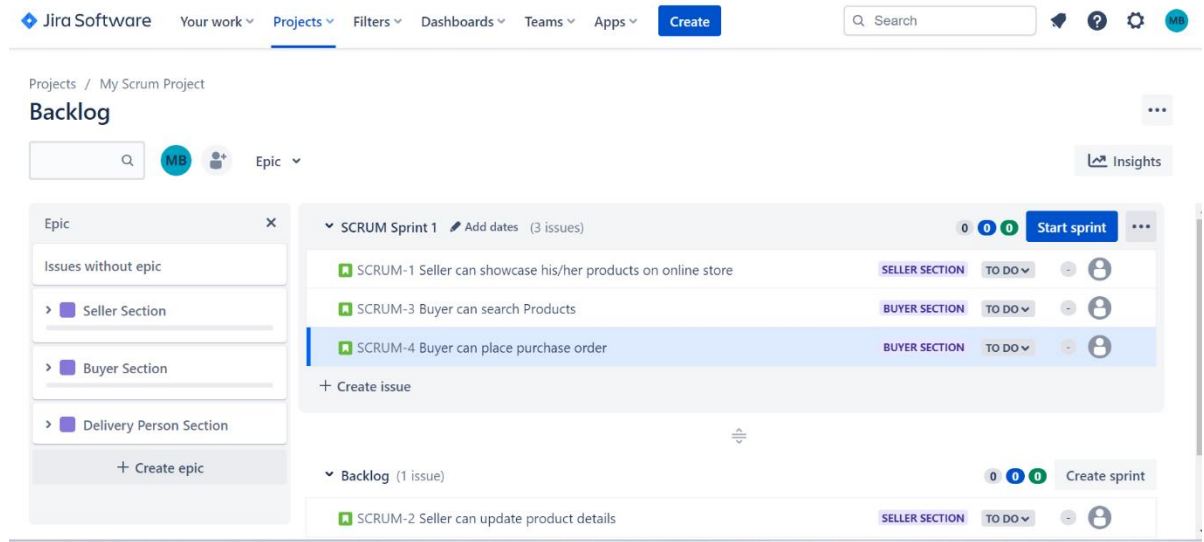 Jira Software Your work Projects Filters Dashboards Teams Apps Create Search MB
Projects / My Scrum Project
Backlog
MB Epic Insights
Epic
Issues without epic
Seller Section
Buyer Section
Delivery Person Section
+ Create epic
SCRUM Sprint 1 Add dates (3 issues) 0 0 0 Start sprint
SCRUM-1 Seller can showcase his/her products on online store SELLER SECTION TO DO -
SCRUM-3 Buyer can search Products BUYER SECTION TO DO -
SCRUM-4 Buyer can place purchase order BUYER SECTION TO DO -
+ Create issue
Backlog (1 issue) 0 0 0 Create sprint
SCRUM-2 Seller can update product details SELLER SECTION TO DO -